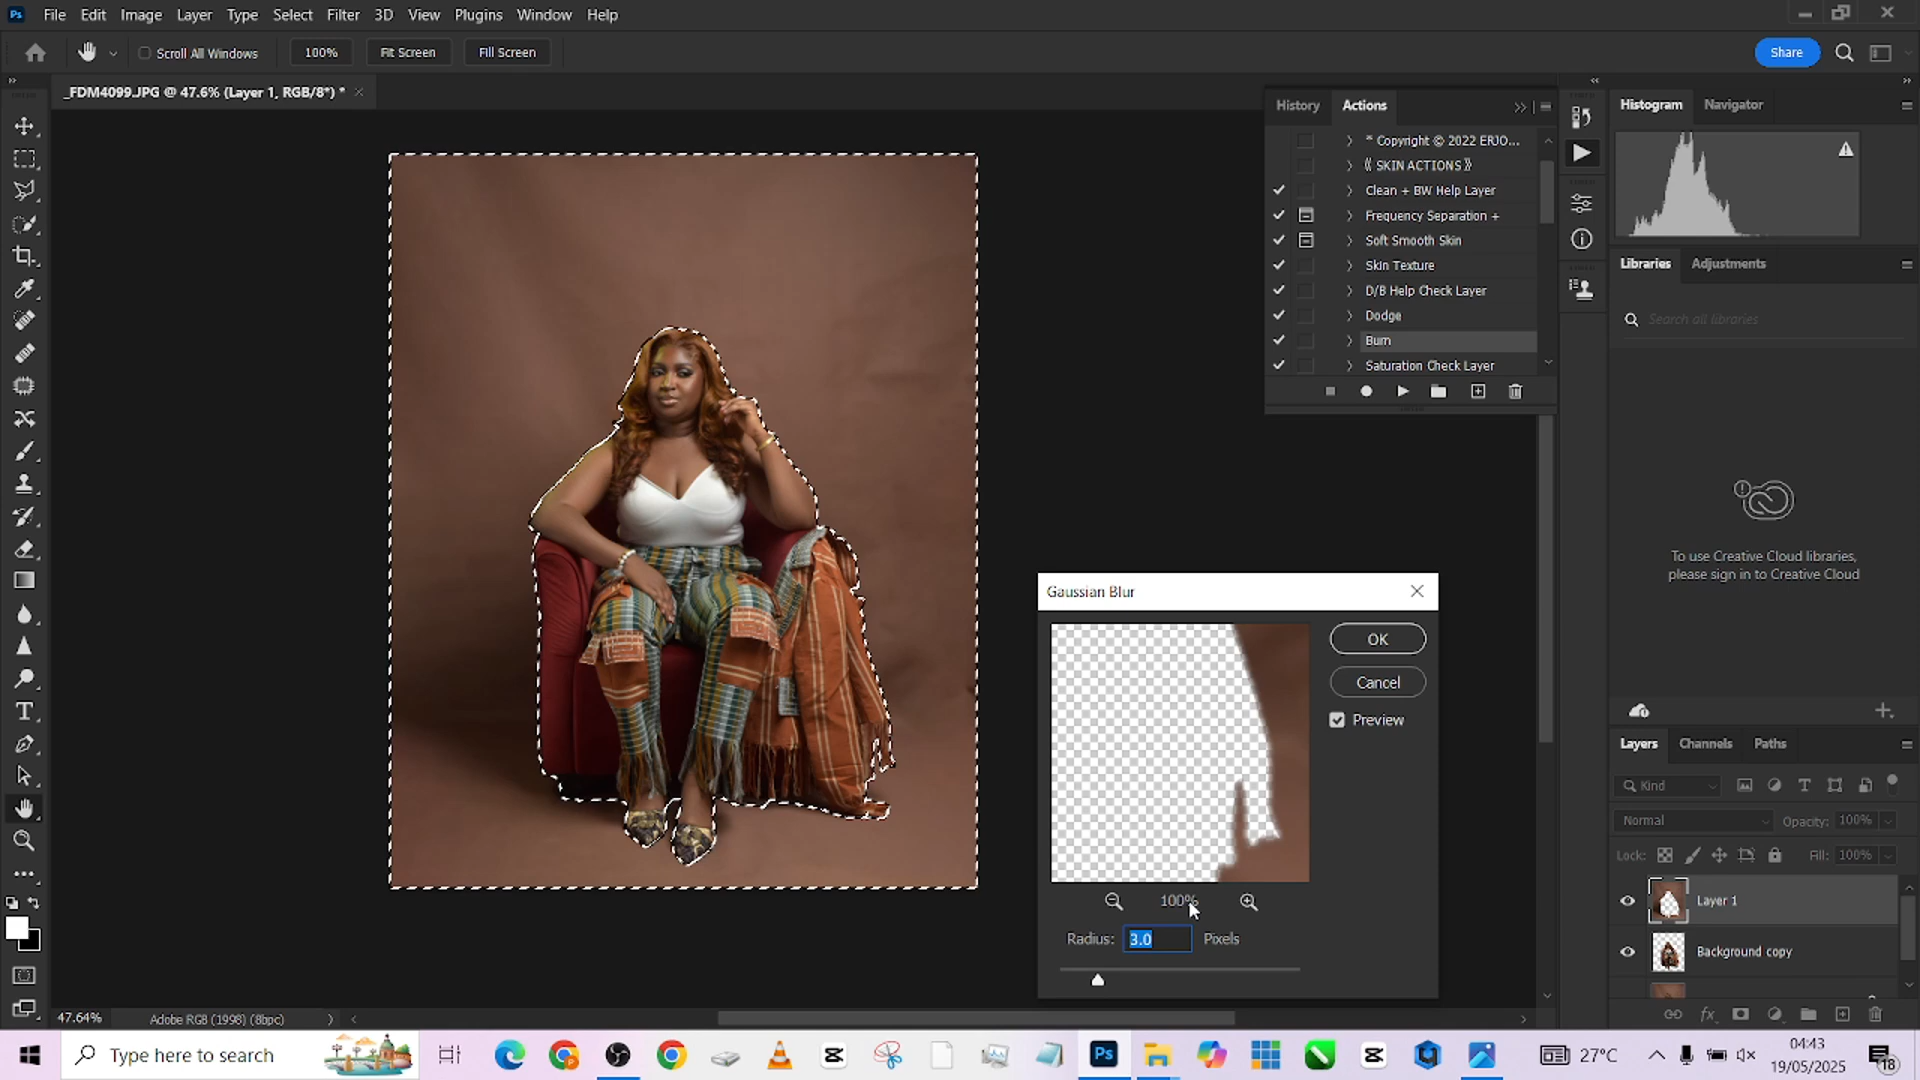 File Edit Image Layer Type Select Filter 3D View Plugins Window Help
Scroll All Windows 100% Fit Screen Fill Screen Share
_FDM4099.JPG @ 47.6% (Layer 1, RGB/8*) *
History Actions
* Copyright © 2022 ERJO...
⟪ SKIN ACTIONS ⟫
Clean + BW Help Layer
Frequency Separation +
Soft Smooth Skin
Skin Texture
D/B Help Check Layer
Dodge
Burn
Saturation Check Layer
Histogram Navigator
Libraries Adjustments
Search all libraries
To use Creative Cloud libraries,
please sign in to Creative Cloud
Gaussian Blur
OK
Cancel
Preview
100%
Radius: 3.0 Pixels
Layers Channels Paths
Kind
Normal Opacity: 100%
Lock: Fill: 100%
Layer 1
Background copy
47.64% Adobe RGB (1998) (8bpc)
Type here to search
27°C
04:43
19/05/2025
18